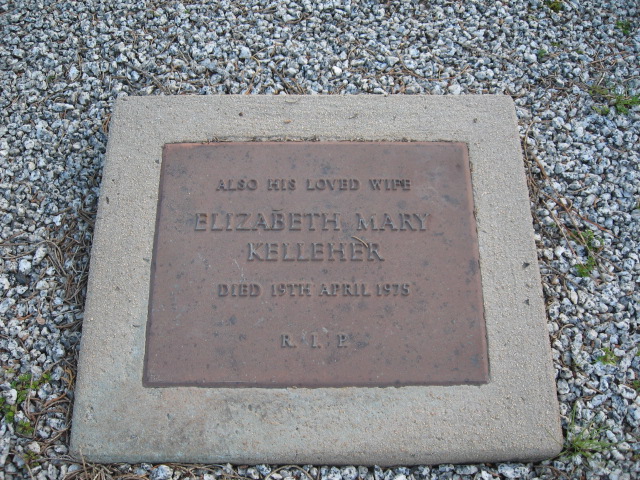 ALSO HIS LOVED WIFE
ELIZABETH MARY
KELLEHER
DIED 19TH APRIL 1975
R. I. P.